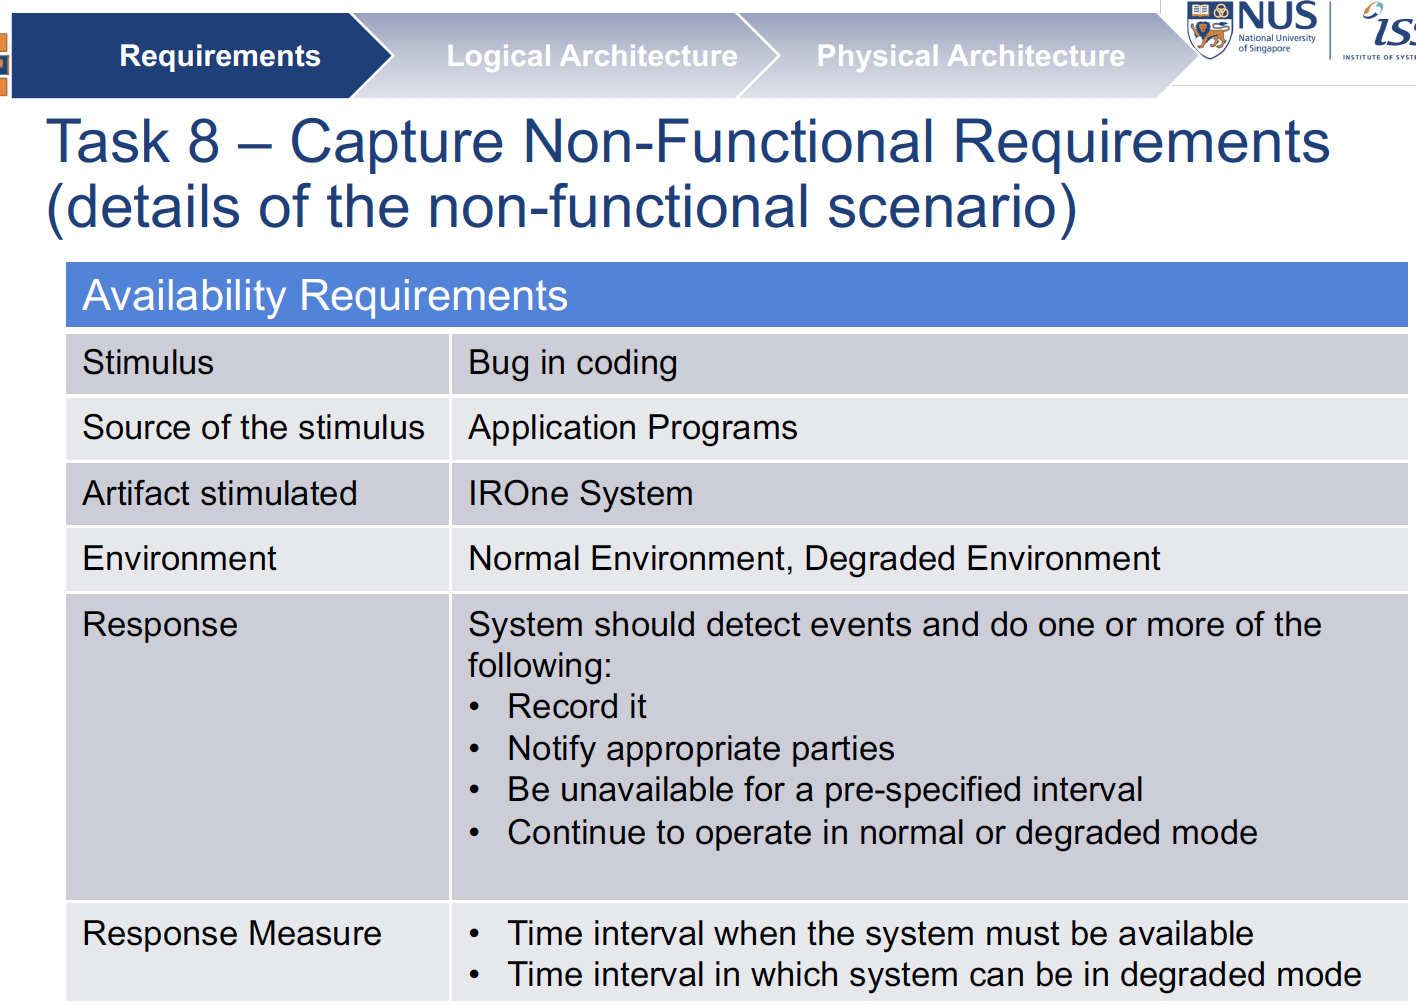 Requirements
Logical Architecture
Physical Architecture
NUS
National University
of Singapore
iss
INSTITUTE OF
Task 8 – Capture Non-Functional Requirements
(details of the non-functional scenario)
Availability Requirements
Stimulus
Bug in coding
Source of the stimulus
Application Programs
Artifact stimulated
IROne System
Environment
Normal Environment, Degraded Environment
Response
System should detect events and do one or more of the
following:
• Record it
• Notify appropriate parties
• Be unavailable for a pre-specified interval
• Continue to operate in normal or degraded mode
Response Measure
• Time interval when the system must be available
• Time interval in which system can be in degraded mode